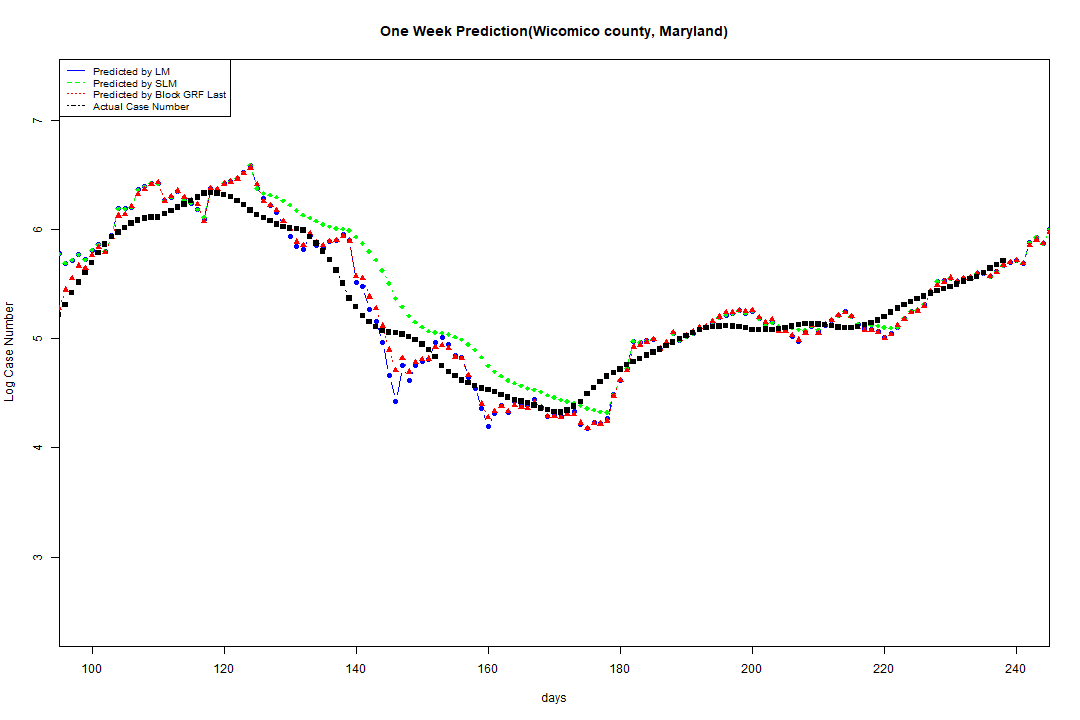 One Week Prediction(Wicomico county, Maryland)
Predicted by LM
Predicted by SLM
Predicted by Block GRF Last
Actual Case Number
Log Case Number
7
6
5
4
3
100 120 140 160 180 200 220 240
days